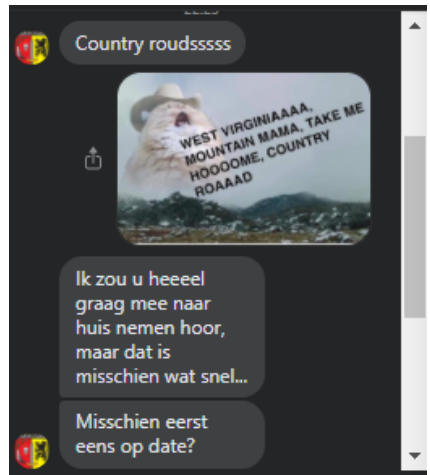 Country roudsssss
WEST VIRGINIAAAA,
MOUNTAIN MAMA, TAKE ME
HOOOOME, COUNTRY
ROAAAD
Ik zou u heeeel
graag mee naar
huis nemen hoor,
maar dat is
misschien wat snel...
Misschien eerst
eens op date?